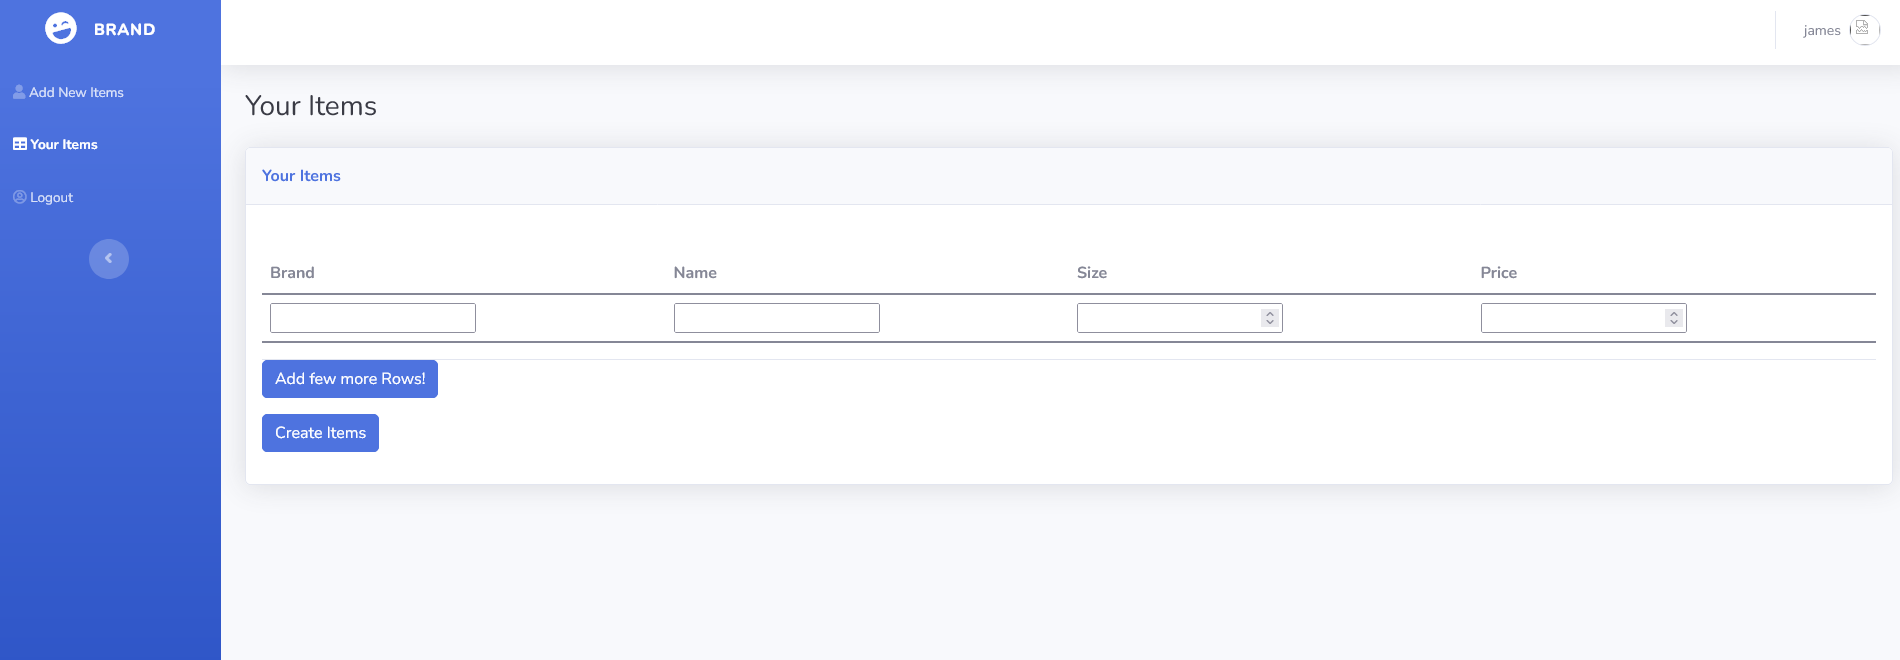 BRAND
Add New Items
Your Items
Logout
james
Your Items
Your Items
Brand Name Size Price
Add few more Rows!
Create Items